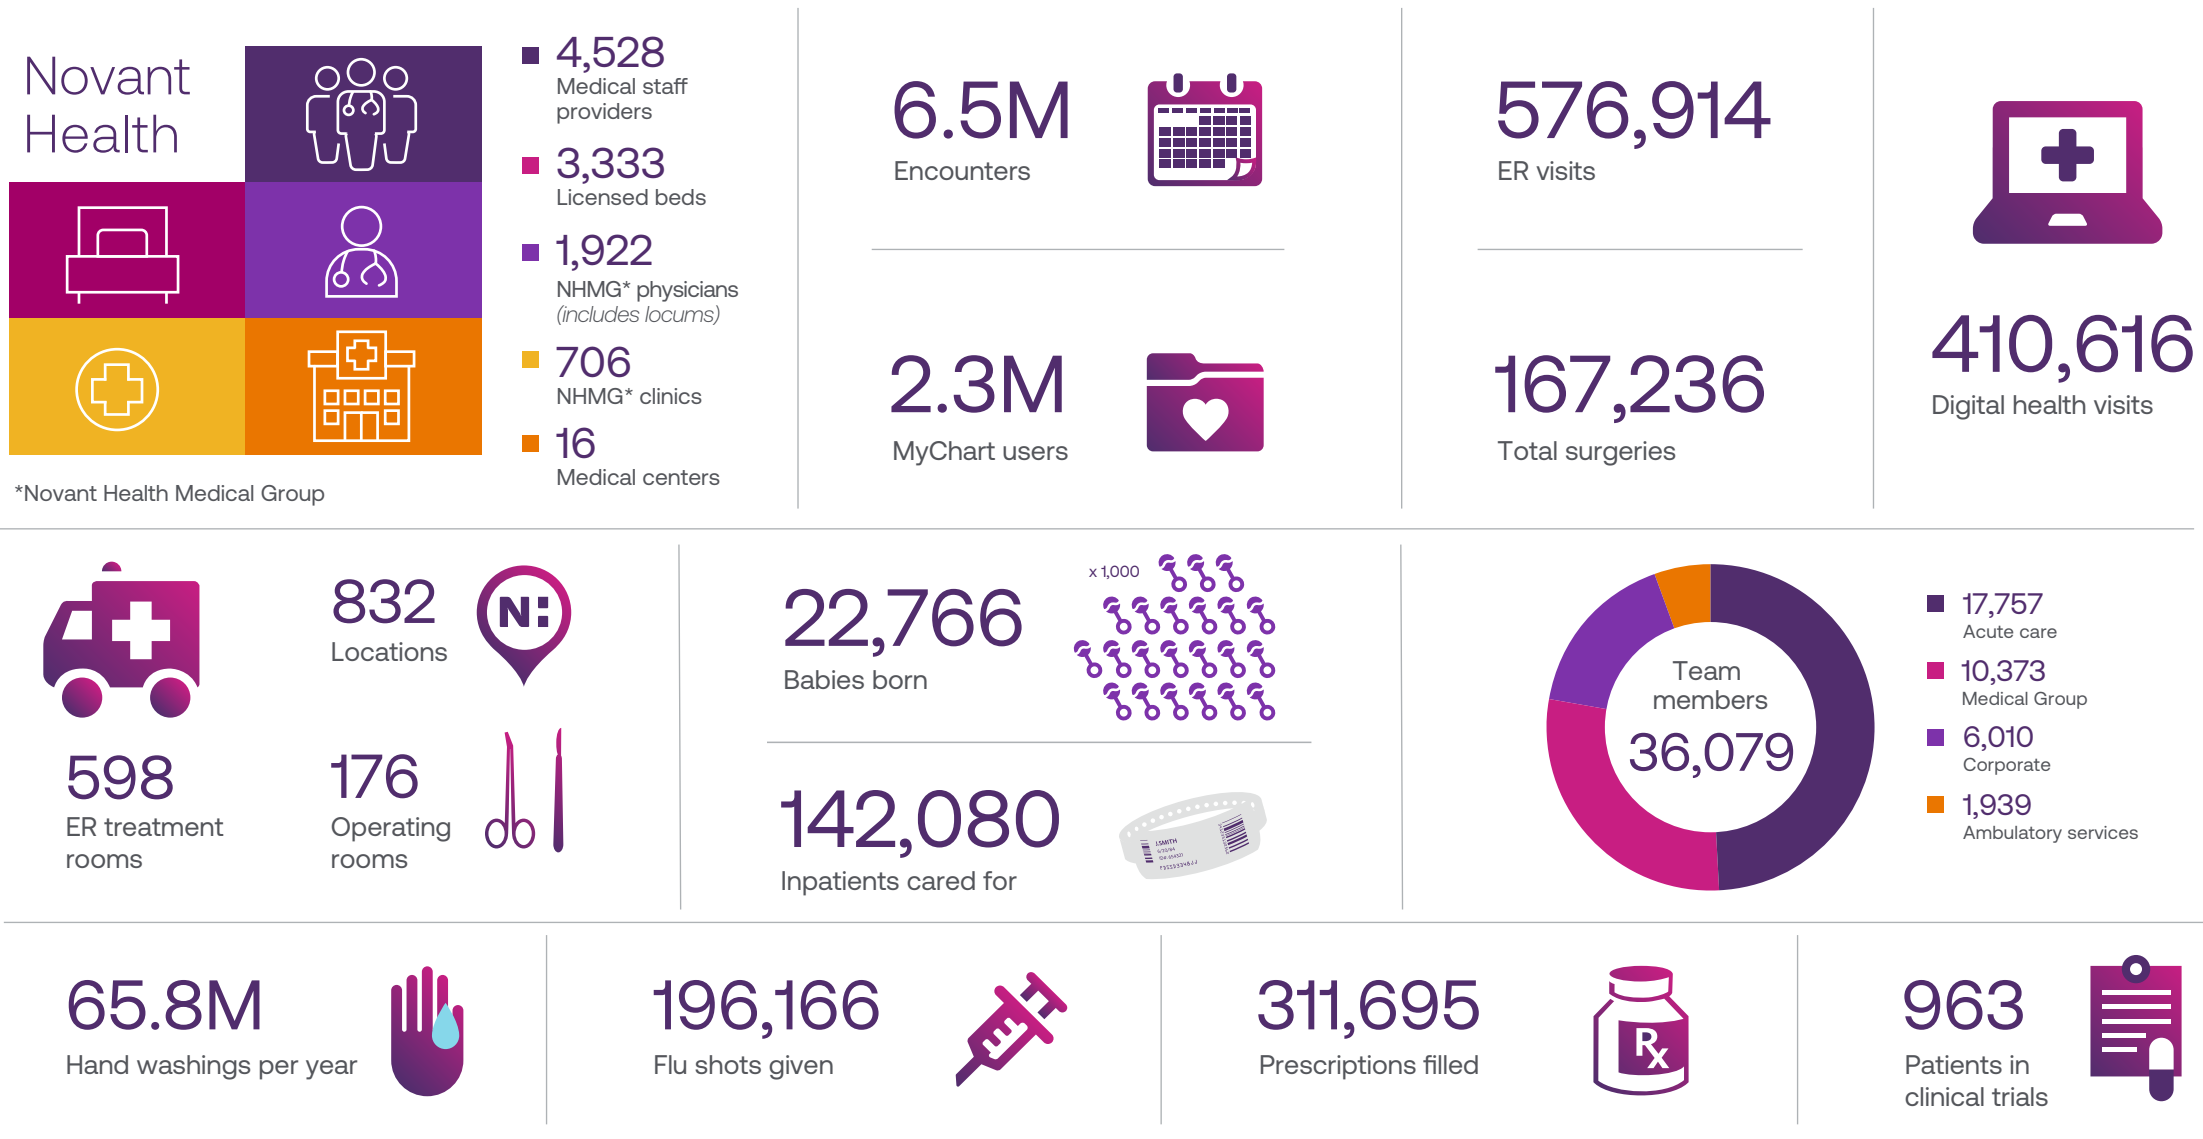 Novant
Health
4,528
Medical staff
providers
3,333
Licensed beds
1,922
NHMG* physicians
(includes locums)
706
NHMG* clinics
16
Medical centers
*Novant Health Medical Group
6.5M
Encounters
2.3M
MyChart users
576,914
ER visits
167,236
Total surgeries
410,616
Digital health visits
832
Locations
N:
598
ER treatment
rooms
176
Operating
rooms
22,766
Babies born
x 1,000
142,080
Inpatients cared for
Team
members
36,079
17,757
Acute care
10,373
Medical Group
6,010
Corporate
1,939
Ambulatory services
65.8M
Hand washings per year
196,166
Flu shots given
311,695
Prescriptions filled
Rx
963
Patients in
clinical trials